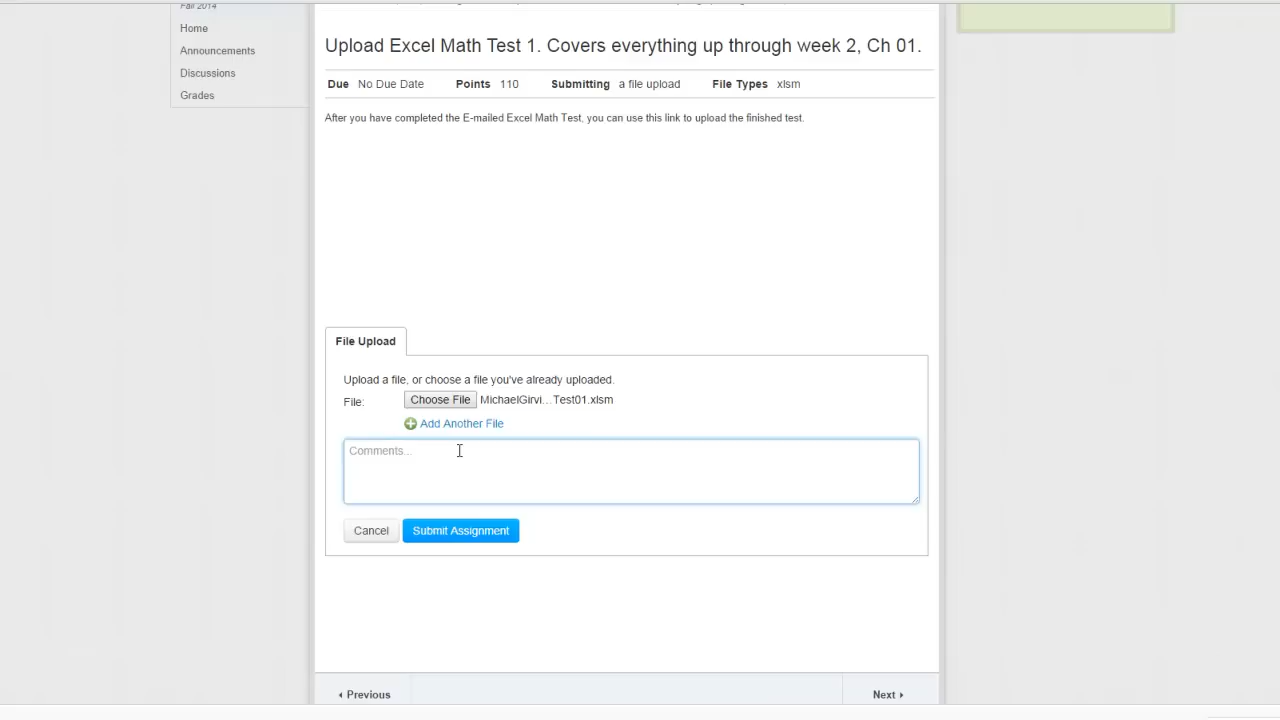 Fall 2014
Home
Announcements
Discussions
Grades
Upload Excel Math Test 1. Covers everything up through week 2, Ch 01.
Due No Due Date Points 110 Submitting a file upload File Types xlsm
After you have completed the E-mailed Excel Math Test, you can use this link to upload the finished test.
File Upload
Upload a file, or choose a file you've already uploaded.
File: Choose File MichaelGirvi...Test01.xlsm
Add Another File
Comments...
Cancel Submit Assignment
Previous Next